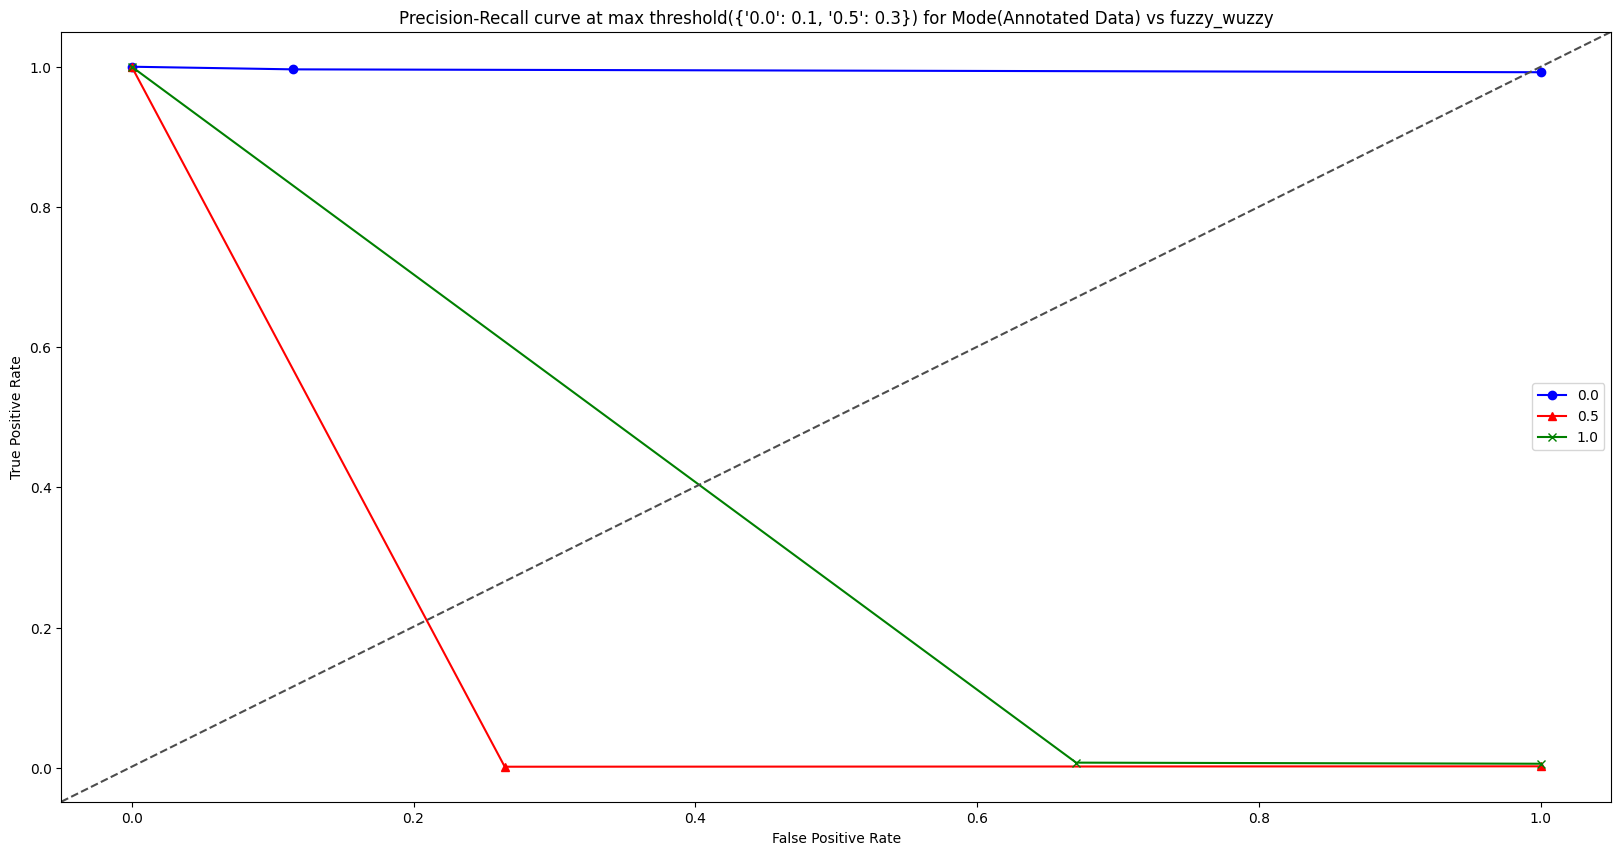 Precision-Recall curve at max threshold({'0.0': 0.1, '0.5': 0.3}) for Mode(Annotated Data) vs fuzzy_wuzzy
1.0
0.8
0.6
0.4
0.2
0.0
True Positive Rate
0.0
0.5
1.0
0.0 0.2 0.4 0.6 0.8 1.0
False Positive Rate